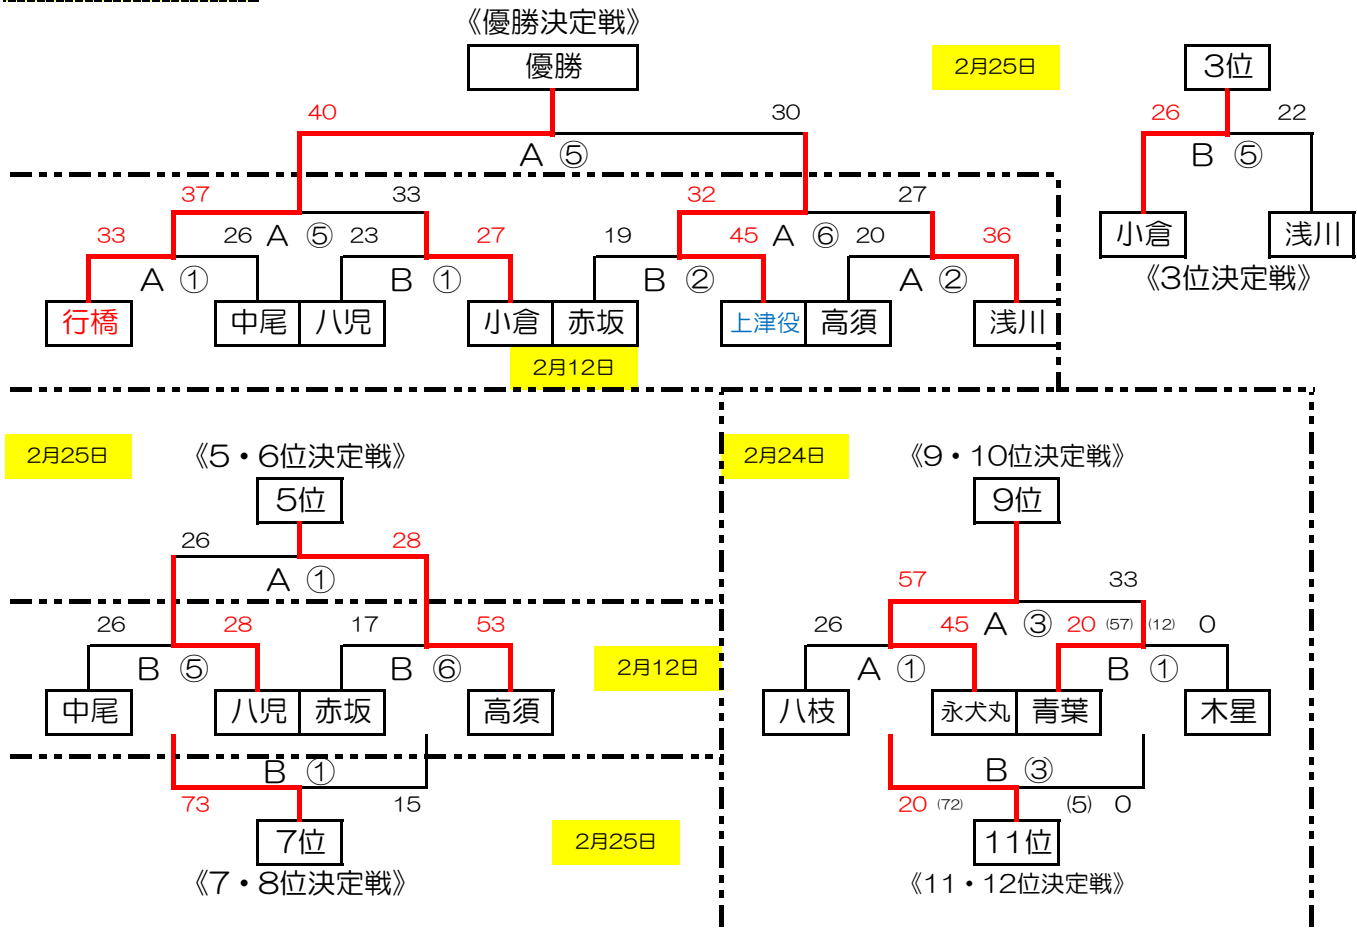 《優勝決定戦》
優勝
2月25日
3位
40
30
26
22
A ⑤
B ⑤
37
33
32
27
33
26
A ⑤
23
27
19
45
A ⑥
20
36
小倉
浅川
A ①
B ①
B ②
A ②
《3位決定戦》
行橋
中尾
八児
小倉
赤坂
上津役
高須
浅川
2月12日
2月25日
《5・6位決定戦》
5位
26
28
A ①
26
28
17
53
B ⑤
B ⑥
2月12日
中尾
八児
赤坂
高須
B ①
73
15
7位
2月25日
《7・8位決定戦》
2月24日
《9・10位決定戦》
9位
57
33
26
45
A ③
20
(57)
(12)
0
A ①
B ①
八枝
永犬丸
青葉
木星
B ③
20
(72)
(5)
0
11位
《11・12位決定戦》